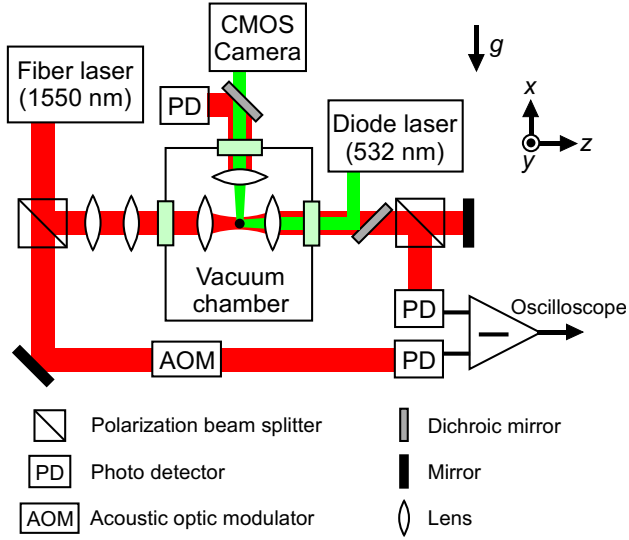 CMOS
Camera
g
Fiber laser
(1550 nm)
PD
Diode laser
(532 nm)
x
z
y
Vacuum
chamber
PD
Oscilloscope
AOM
PD
Polarization beam splitter
Dichroic mirror
PD
Photo detector
Mirror
AOM
Acoustic optic modulator
Lens